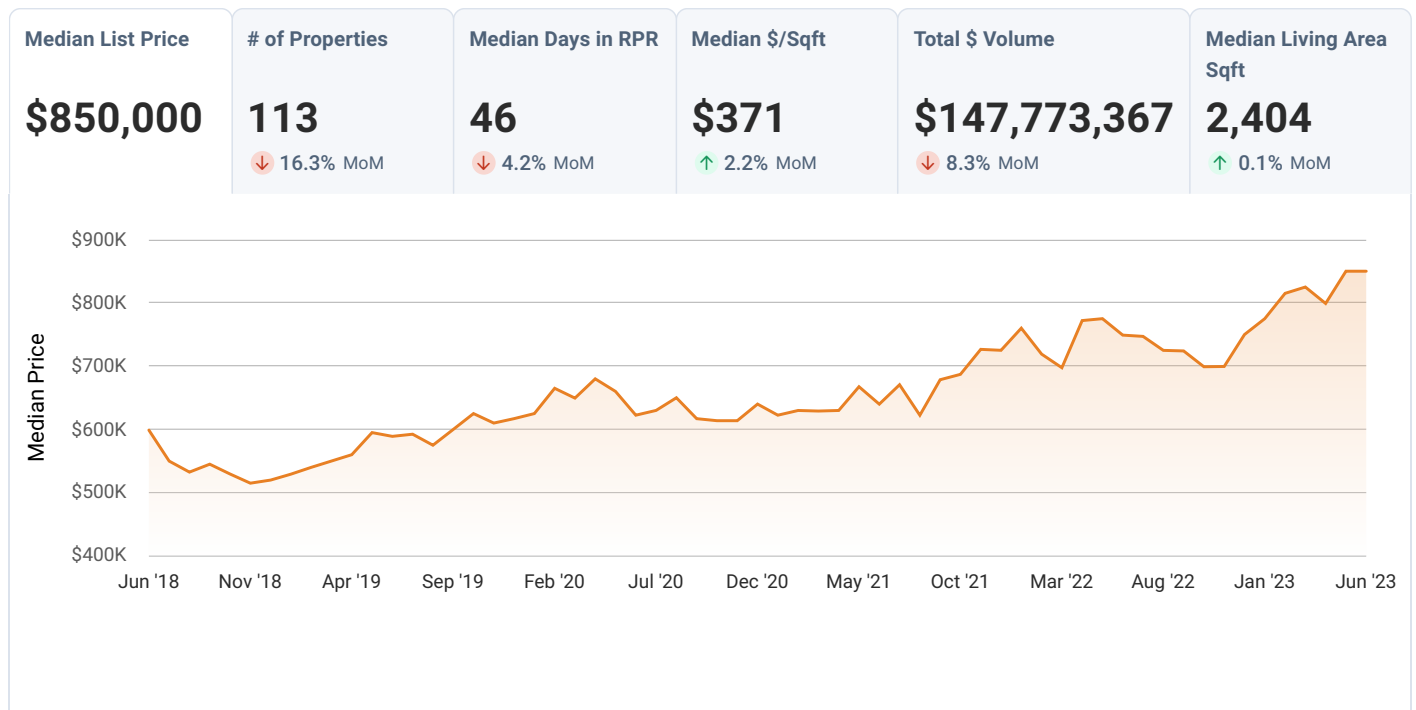 Median List Price
$850,000
# of Properties
113
16.3% MoM
Median Days in RPR
46
4.2% MoM
Median $/Sqft
$371
2.2% MoM
Total $ Volume
$147,773,367
8.3% MoM
Median Living Area
Sqft
2,404
0.1% MoM
Median Price
$900K
$800K
$700K
$600K
$500K
$400K
Jun '18 Nov '18 Apr '19 Sep '19 Feb '20 Jul '20 Dec '20 May '21 Oct '21 Mar '22 Aug '22 Jan '23 Jun '23